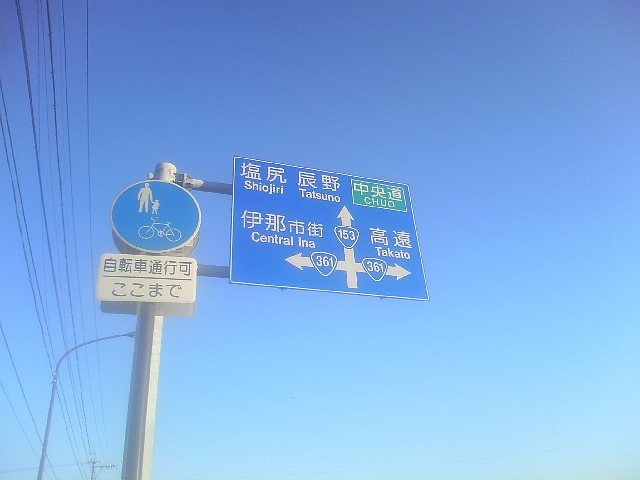 塩尻 辰野 中央道
Shiojiri Tatsuno CHUO
伊那市街 153 高遠
Central Ina Takato
361 361
自転車通行可
ここまで